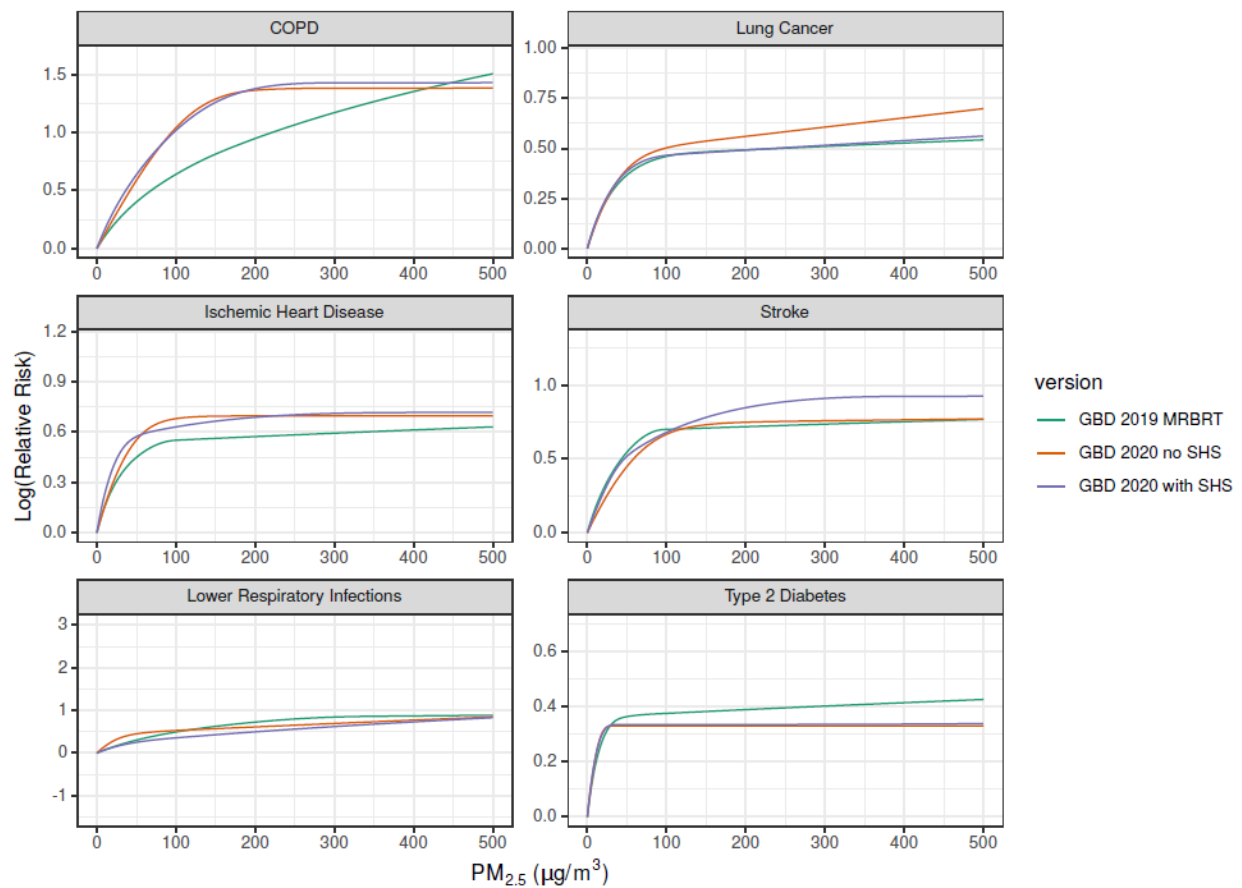 COPD
Lung Cancer
1.5
1.0
0.5
0.0
0 100 200 300 400 500
1.00
0.75
0.50
0.25
0.00
0 100 200 300 400 500
Ischemic Heart Disease
Stroke
1.2
0.9
0.6
0.3
0.0
0 100 200 300 400 500
1.0
0.5
0.0
0 100 200 300 400 500
Lower Respiratory Infections
Type 2 Diabetes
3
2
1
0
-1
0 100 200 300 400 500
0.6
0.4
0.2
0.0
0 100 200 300 400 500
Log(Relative Risk)
PM2.5 (μg/m³)
version
GBD 2019 MRBRT
GBD 2020 no SHS
GBD 2020 with SHS